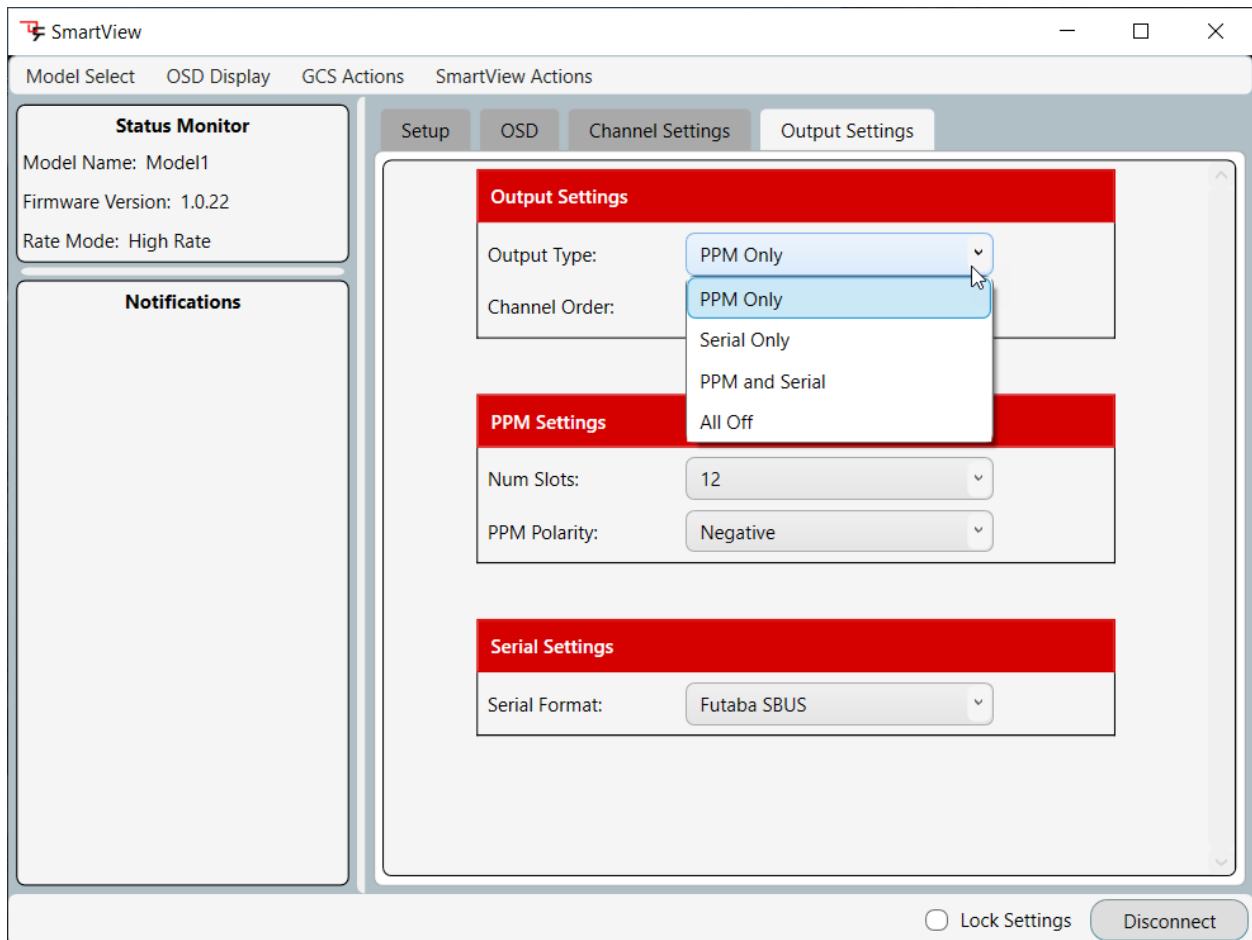 SmartView
Model Select OSD Display GCS Actions SmartView Actions
Status Monitor
Model Name: Model1
Firmware Version: 1.0.22
Rate Mode: High Rate
Notifications
Setup OSD Channel Settings Output Settings
Output Settings
Output Type: PPM Only
Channel Order:
PPM Only
Serial Only
PPM and Serial
All Off
PPM Settings
Num Slots: 12
PPM Polarity: Negative
Serial Settings
Serial Format: Futaba SBUS
Lock Settings Disconnect